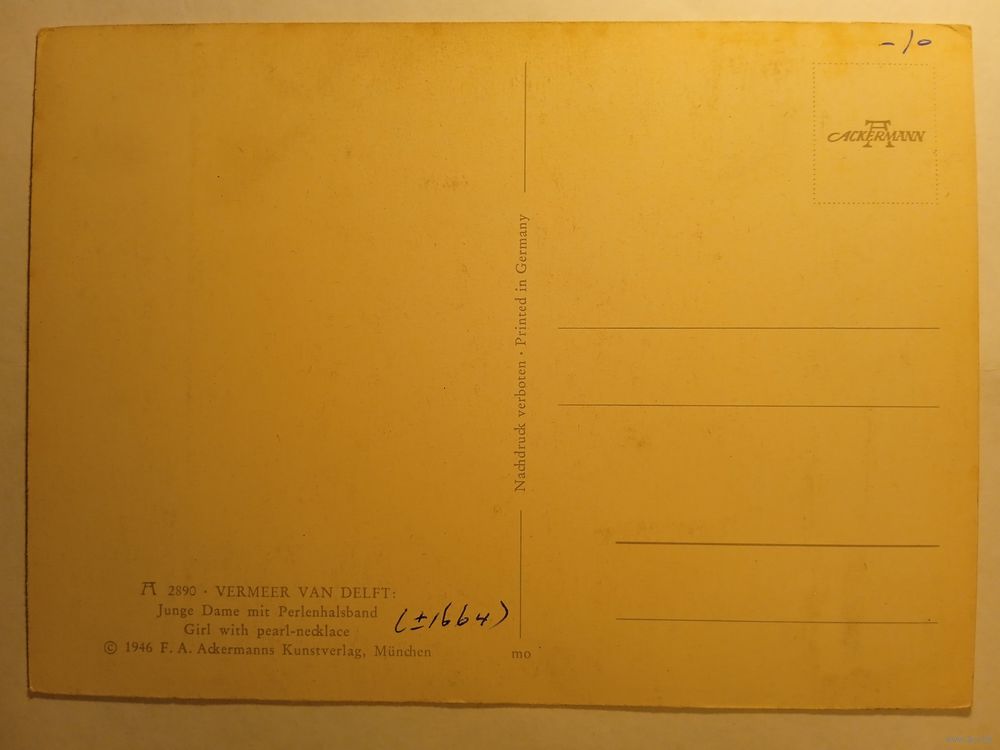 -10
ACKERMANN
Nachdruck verboten · Printed in Germany
A 2890 · VERMEER VAN DELFT:
Junge Dame mit Perlenhalsband
(±1664)
Girl with pearl-necklace
© 1946 F. A. Ackermanns Kunstverlag, München
mo